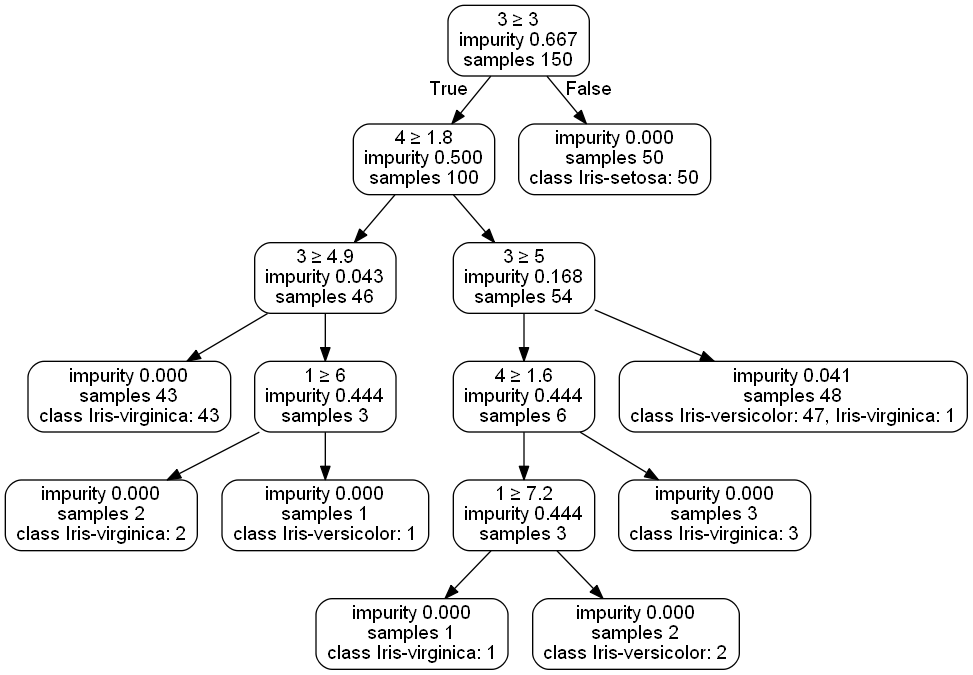 3 ≥ 3
impurity 0.667
samples 150
True
False
4 ≥ 1.8
impurity 0.500
samples 100
impurity 0.000
samples 50
class Iris-setosa: 50
3 ≥ 4.9
impurity 0.043
samples 46
3 ≥ 5
impurity 0.168
samples 54
impurity 0.000
samples 43
class Iris-virginica: 43
1 ≥ 6
impurity 0.444
samples 3
4 ≥ 1.6
impurity 0.444
samples 6
impurity 0.041
samples 48
class Iris-versicolor: 47, Iris-virginica: 1
impurity 0.000
samples 2
class Iris-virginica: 2
impurity 0.000
samples 1
class Iris-versicolor: 1
1 ≥ 7.2
impurity 0.444
samples 3
impurity 0.000
samples 3
class Iris-virginica: 3
impurity 0.000
samples 1
class Iris-virginica: 1
impurity 0.000
samples 2
class Iris-versicolor: 2